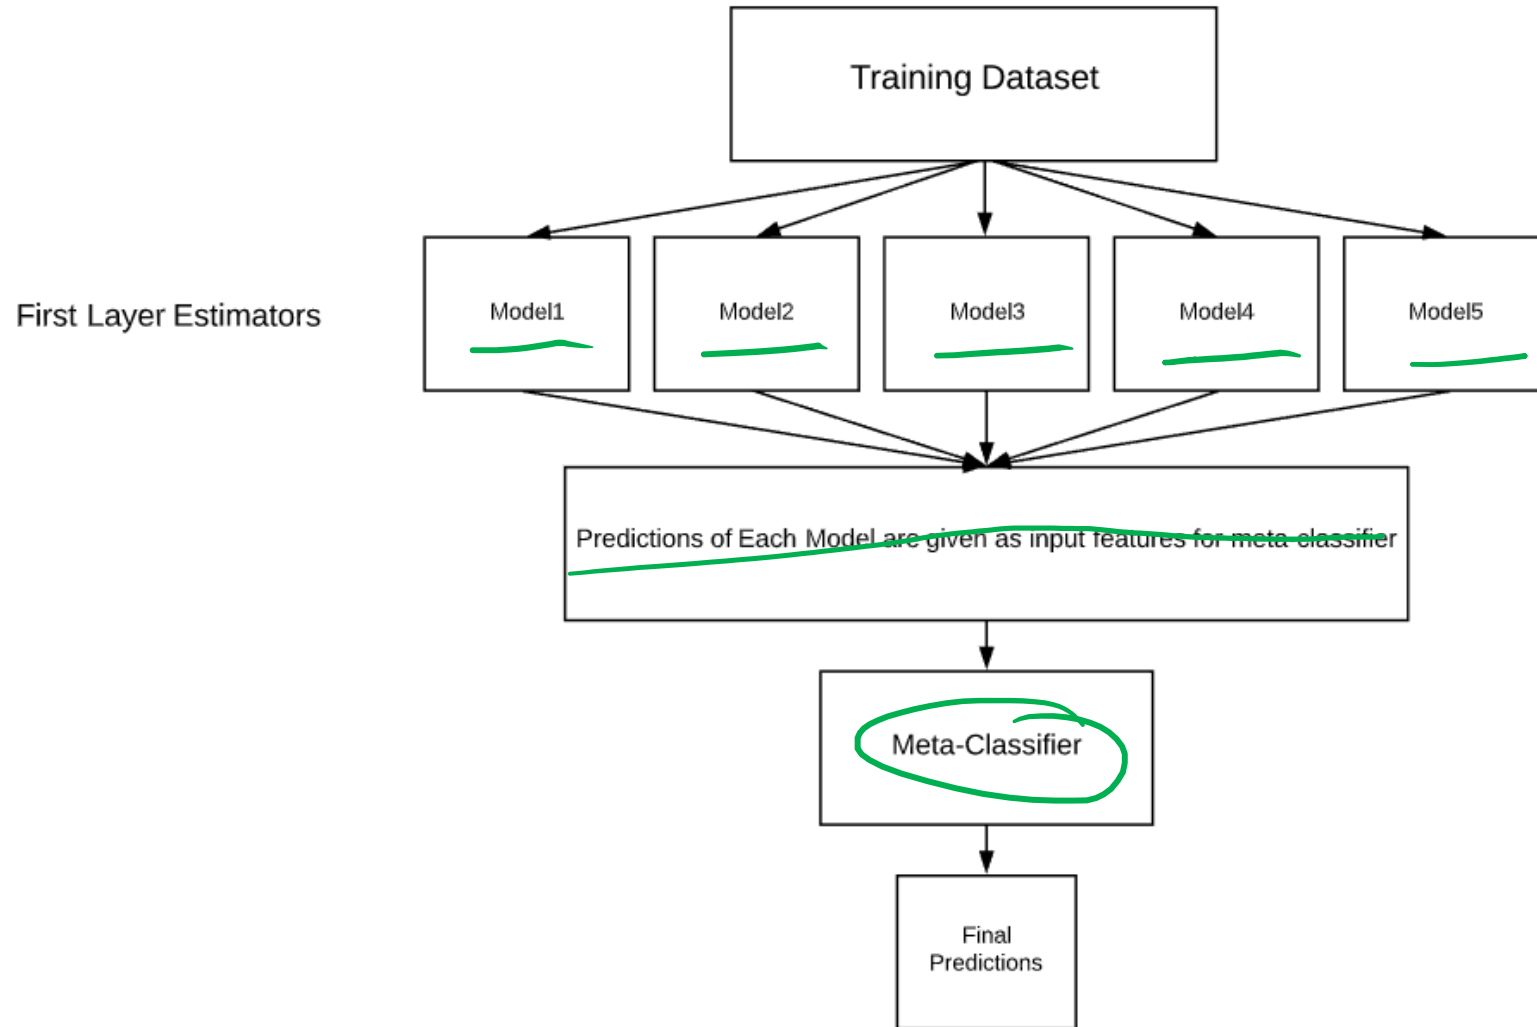 Training Dataset
First Layer Estimators
Model1
Model2
Model3
Model4
Model5
Predictions of Each Model are given as input features for meta classifier
Meta-Classifier
Final
Predictions